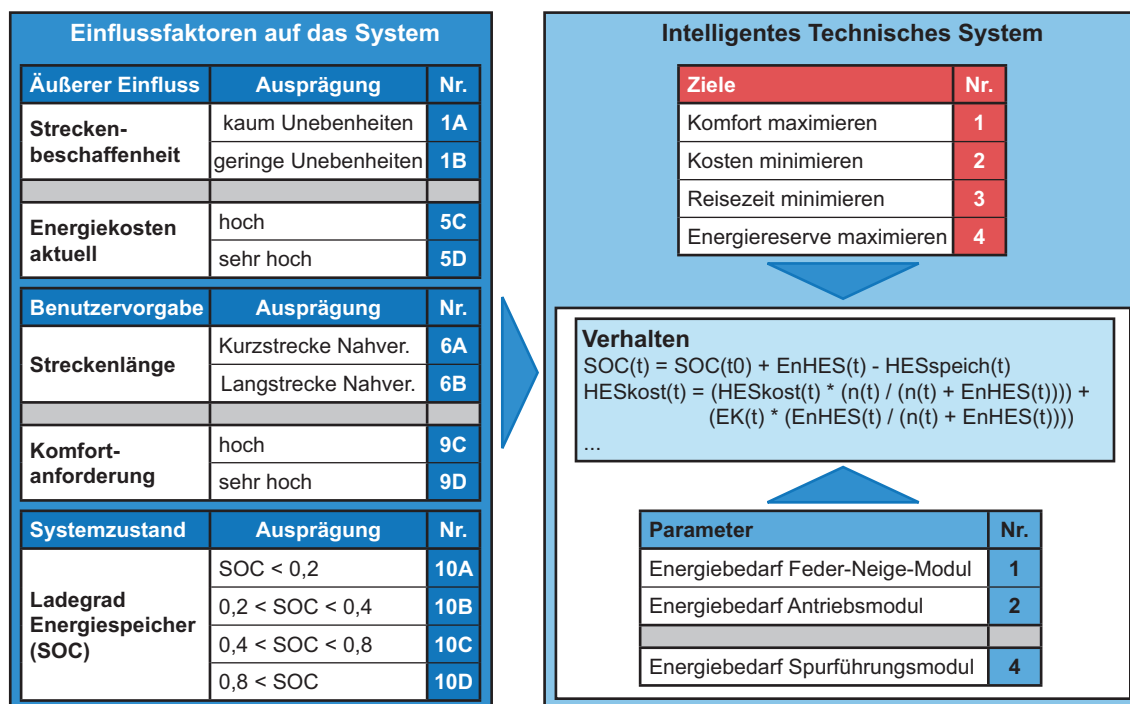 Einflussfaktoren auf das System
Äußerer Einfluss Ausprägung Nr.
Strecken-
beschaffenheit
kaum Unebenheiten 1A
geringe Unebenheiten 1B
Energiekosten
aktuell
hoch 5C
sehr hoch 5D
Benutzervorgabe Ausprägung Nr.
Streckenlänge
Kurzstrecke Nahver. 6A
Langstrecke Nahver. 6B
Komfort-
anforderung
hoch 9C
sehr hoch 9D
Systemzustand Ausprägung Nr.
Ladegrad
Energiespeicher
(SOC)
SOC < 0,2 10A
0,2 < SOC < 0,4 10B
0,4 < SOC < 0,8 10C
0,8 < SOC 10D
Intelligentes Technisches System
Ziele Nr.
Komfort maximieren 1
Kosten minimieren 2
Reisezeit minimieren 3
Energiereserve maximieren 4
Verhalten
SOC(t) = SOC(t0) + EnHES(t) - HESspeich(t)
HESkost(t) = (HESkost(t) * (n(t) / (n(t) + EnHES(t)))) +
(EK(t) * (EnHES(t) / (n(t) + EnHES(t))))
...
Parameter Nr.
Energiebedarf Feder-Neige-Modul 1
Energiebedarf Antriebsmodul 2
Energiebedarf Spurführungsmodul 4